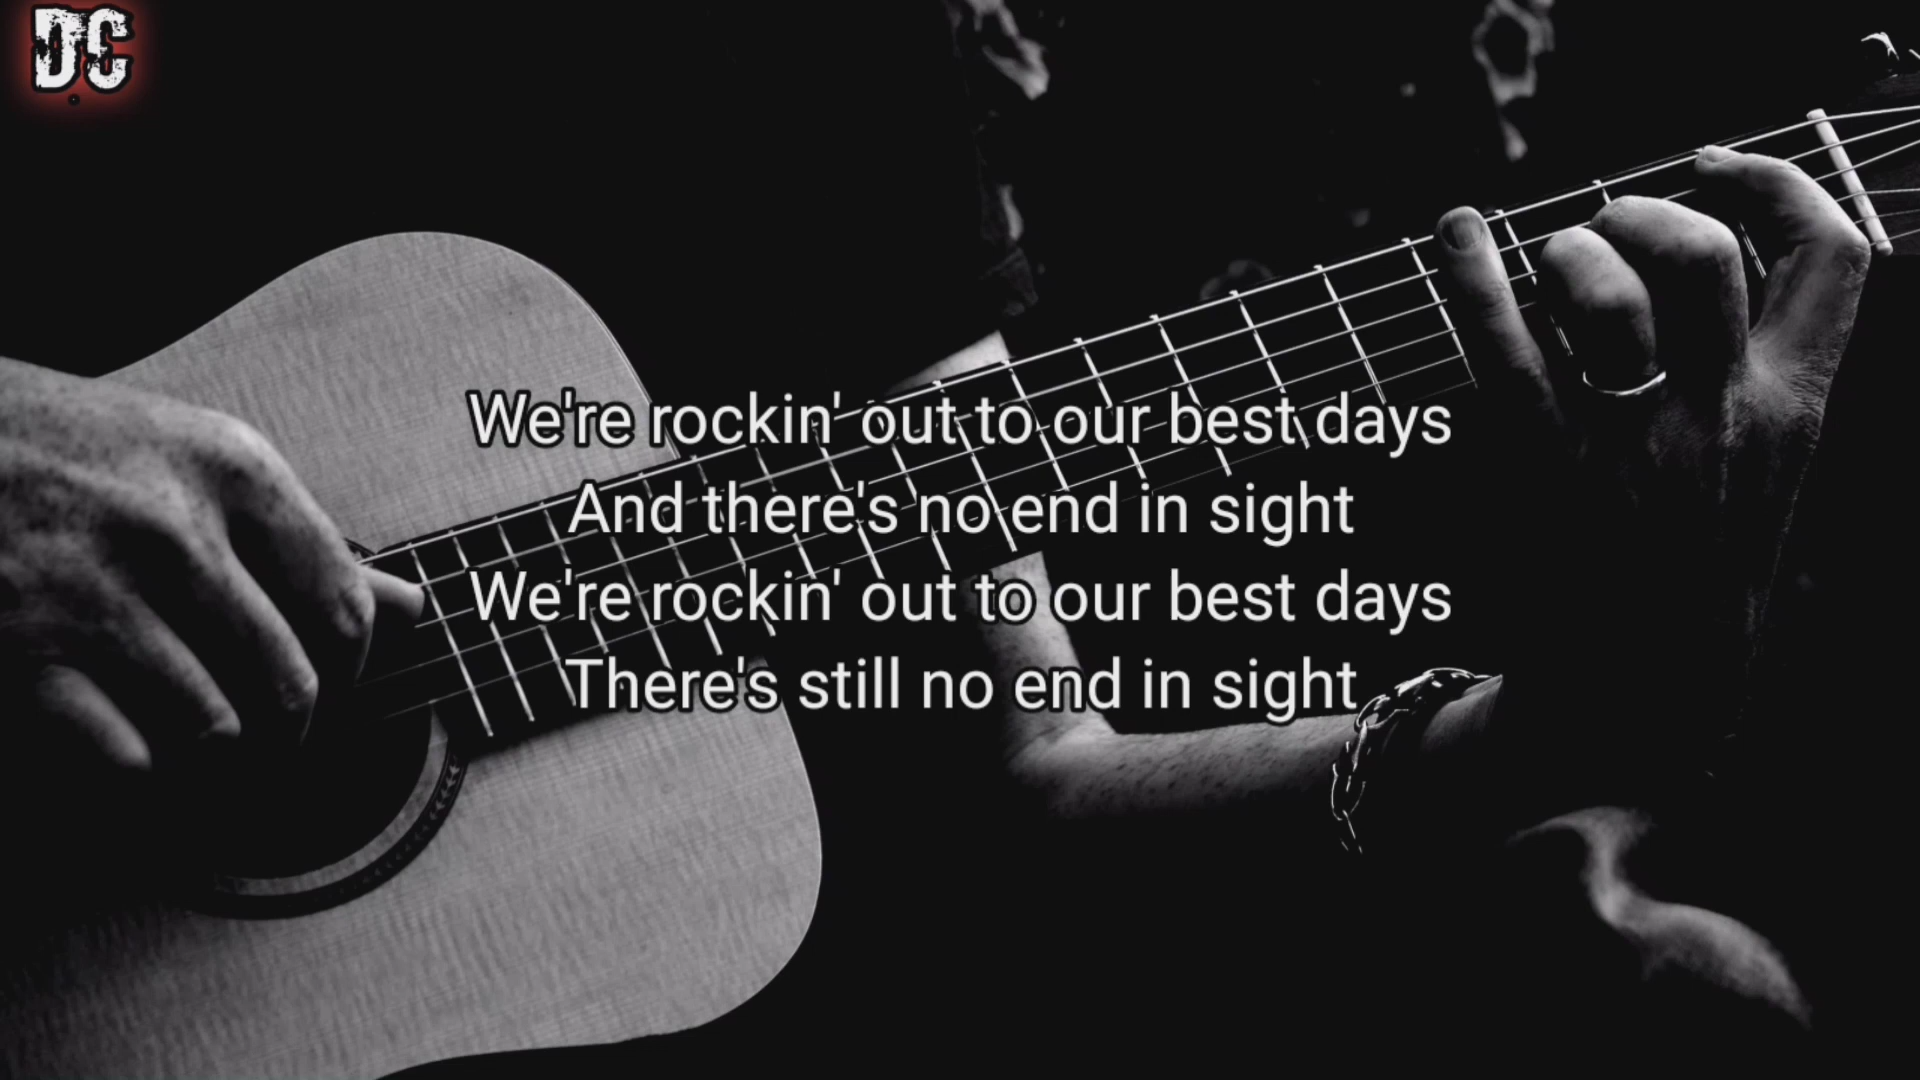 DC
We're rockin' out to our best days
And there's no end in sight
We're rockin' out to our best days
There's still no end in sight